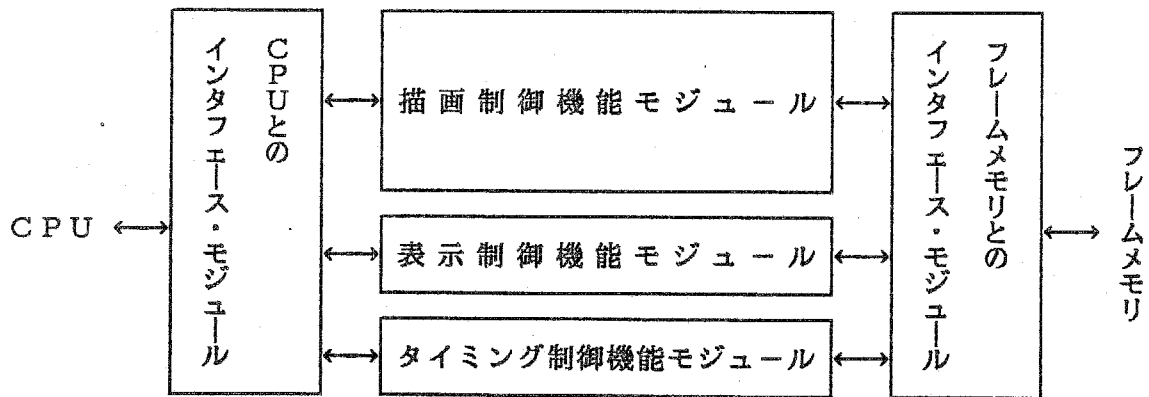 CPU
CPUとの
インタフェース・モジュール
描画制御機能モジュール
表示制御機能モジュール
タイミング制御機能モジュール
フレームメモリとの
インタフェース・モジュール
フレームメモリ